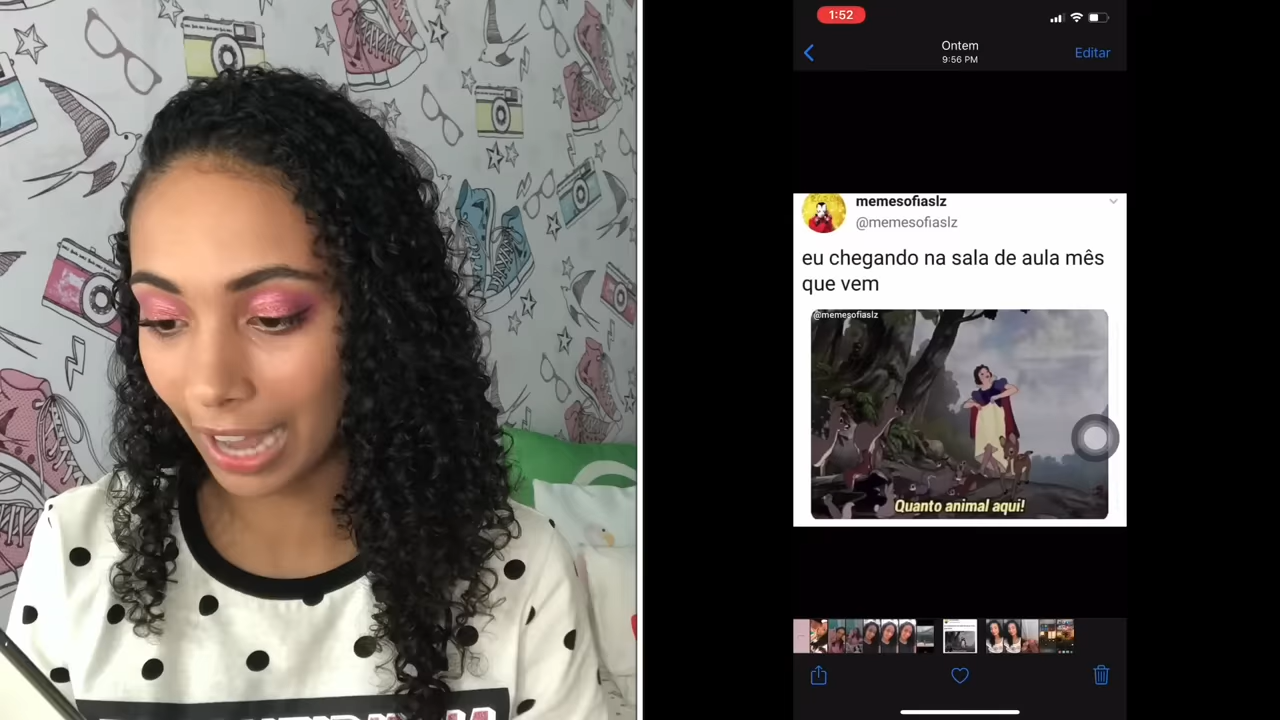 1:52
Ontem
9:56 PM
Editar
memesofiaslz
@memesofiaslz
eu chegando na sala de aula mês
que vem
@memesofiaslz
Quanto animal aqui!